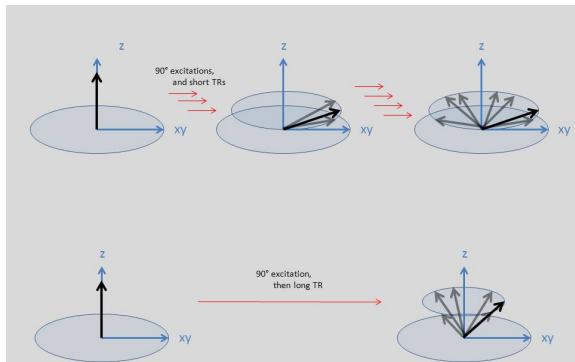 z
z
z
90° excitations,
and short TRs
xy
xy
xy
z
z
90° excitation,
then long TR
xy
xy